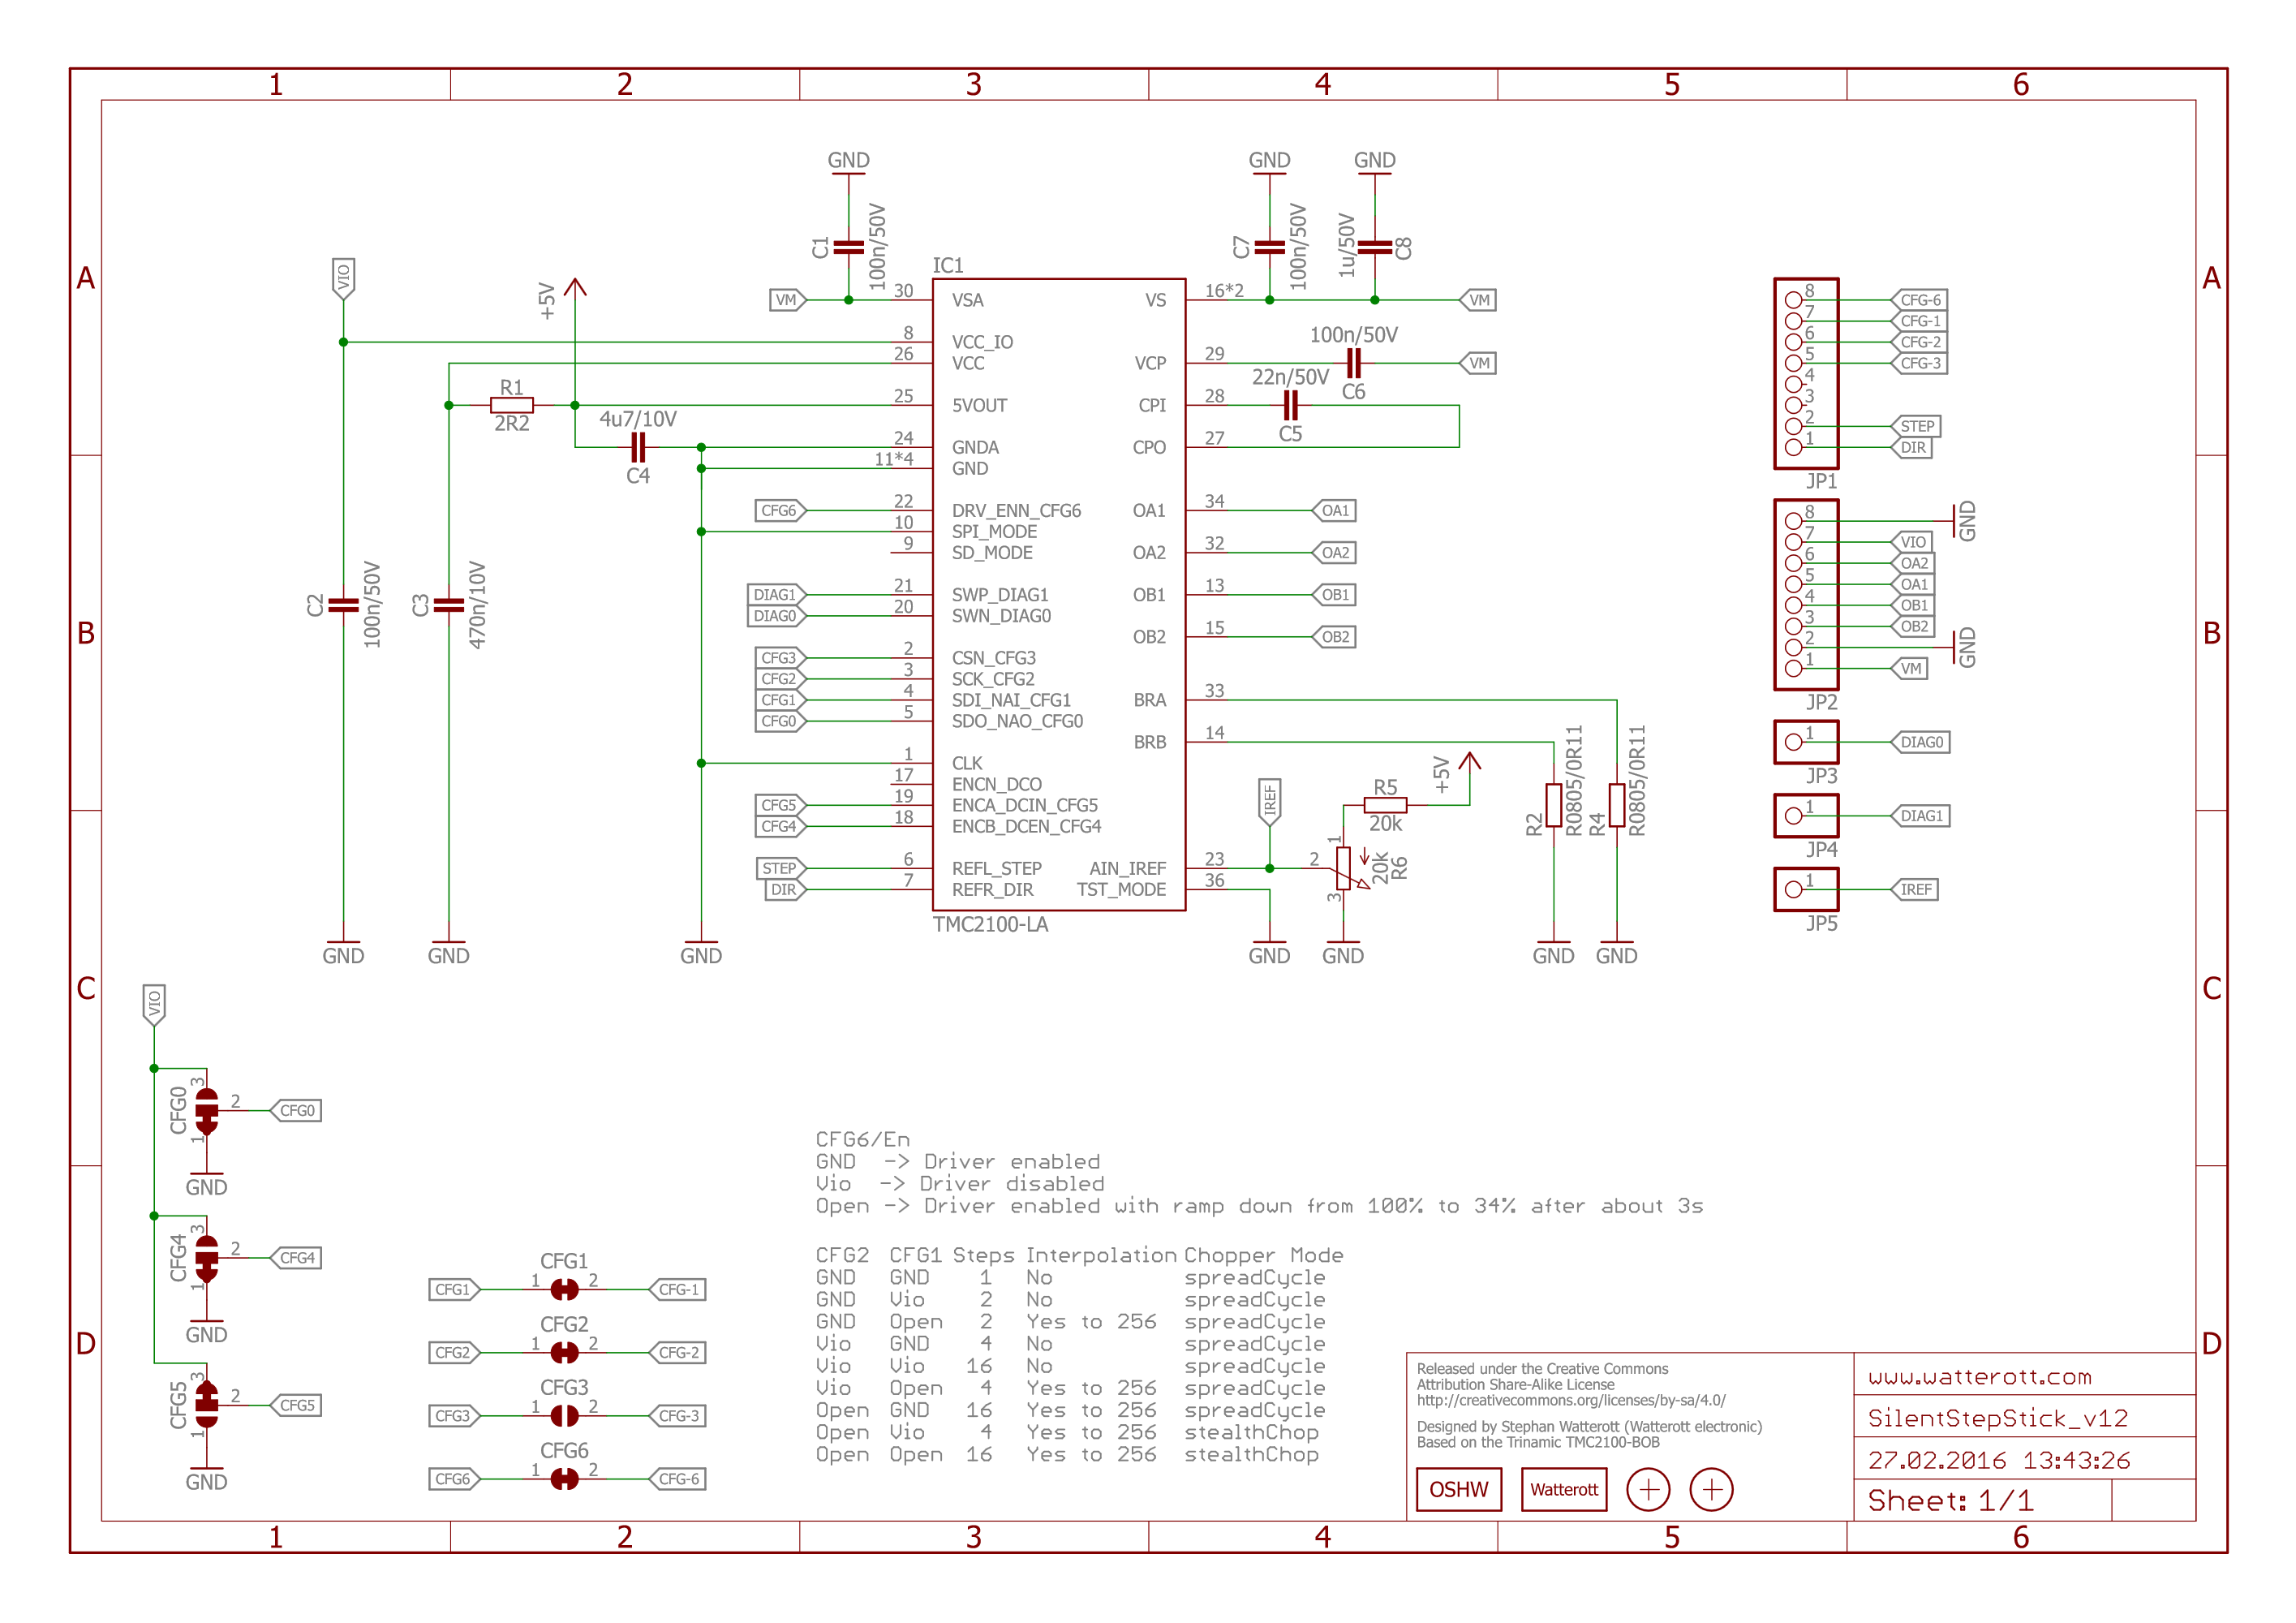 1 2 3 4 5 6
A A
B B
C C
D D
GND GND GND
C1 100n/50V
C7 100n/50V
1u/50V C8
VIO
+5V
IC1
VM 30 VSA
VS 16*2 VM
8 VCC_IO
26 VCC
100n/50V
VCP 29 C6 VM
R1
2R2
25 5VOUT
22n/50V
CPI 28 C5
4u7/10V
C4
24 GNDA
CPO 27
11*4 GND
CFG6 22 DRV_ENN_CFG6
OA1 34 OA1
10 SPI_MODE
9 SD_MODE
OA2 32 OA2
C2 100n/50V
C3 470n/10V
DIAG1 21 SWP_DIAG1
OB1 13 OB1
DIAG0 20 SWN_DIAG0
OB2 15 OB2
CFG3 2 CSN_CFG3
CFG2 3 SCK_CFG2
CFG1 4 SDI_NAI_CFG1
BRA 33
CFG0 5 SDO_NAO_CFG0
BRB 14
1 CLK
17 ENCN_DCO
CFG5 19 ENCA_DCIN_CFG5
CFG4 18 ENCB_DCEN_CFG4
STEP 6 REFL_STEP
AIN_IREF 23
DIR 7 REFR_DIR
TST_MODE 36
TMC2100-LA
IREF
R5
20k
+5V
1 2 3
20k
R6
R2 R0805/0R11
R4 R0805/0R11
GND GND GND GND GND GND GND
8 CFG-6
7 CFG-1
6 CFG-2
5 CFG-3
4
3
2 STEP
1 DIR
JP1
8 GND
7 VIO
6 OA2
5 OA1
4 OB1
3 OB2
2 GND
1 VM
JP2
1 DIAG0
JP3
1 DIAG1
JP4
1 IREF
JP5
VIO
CFG0 3 2 1 CFG0
GND
CFG4 3 2 1 CFG4
GND
CFG5 3 2 1 CFG5
GND
CFG1
CFG1 1 2 CFG-1
CFG2
CFG2 1 2 CFG-2
CFG3
CFG3 1 2 CFG-3
CFG6
CFG6 1 2 CFG-6
CFG6/En
GND -> Driver enabled
Vio -> Driver disabled
Open -> Driver enabled with ramp down from 100% to 34% after about 3s
CFG2 CFG1 Steps Interpolation Chopper Mode
GND GND 1 No spreadCycle
GND Vio 2 No spreadCycle
GND Open 2 Yes to 256 spreadCycle
Vio GND 4 No spreadCycle
Vio Vio 16 No spreadCycle
Vio Open 4 Yes to 256 spreadCycle
Open GND 16 Yes to 256 spreadCycle
Open Vio 4 Yes to 256 stealthChop
Open Open 16 Yes to 256 stealthChop
Released under the Creative Commons
Attribution Share-Alike License
http://creativecommons.org/licenses/by-sa/4.0/
Designed by Stephan Watterott (Watterott electronic)
Based on the Trinamic TMC2100-BOB
OSHW
Watterott
www.watterott.com
SilentStepStick_v12
27.02.2016 13:43:26
Sheet: 1/1
1 2 3 4 5 6